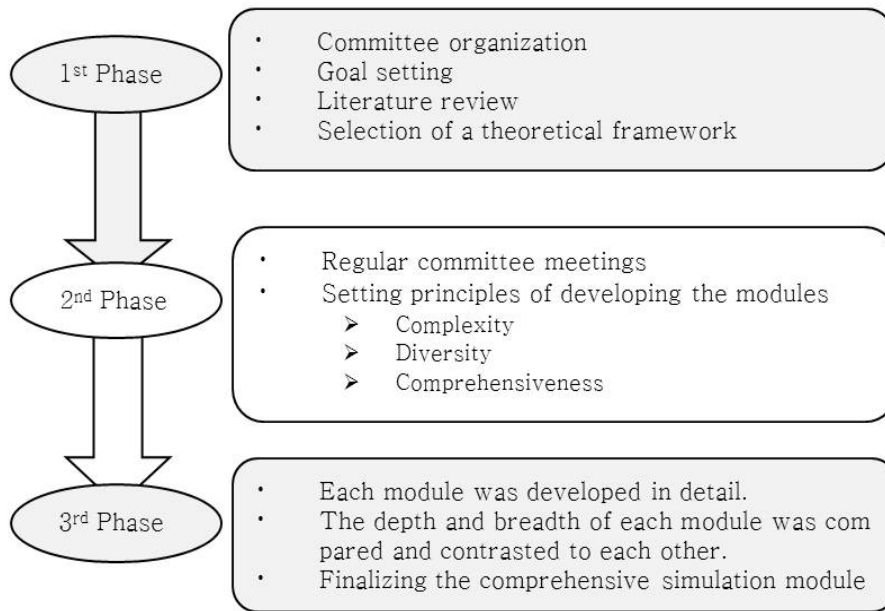 1st Phase
· Committee organization
· Goal setting
· Literature review
· Selection of a theoretical framework
2nd Phase
· Regular committee meetings
· Setting principles of developing the modules
➢ Complexity
➢ Diversity
➢ Comprehensiveness
3rd Phase
· Each module was developed in detail.
· The depth and breadth of each module was com
pared and contrasted to each other.
· Finalizing the comprehensive simulation module